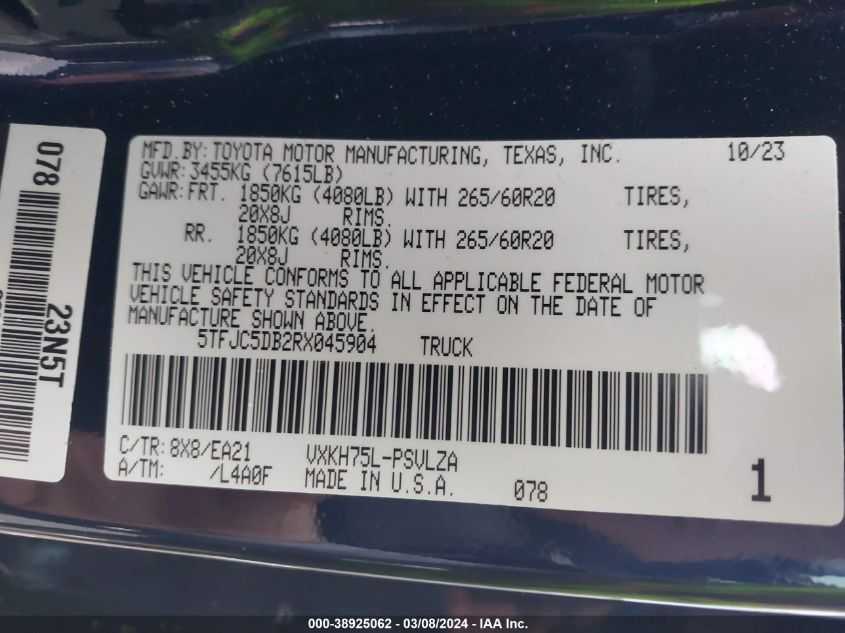 MFD.BY: TOYOTA MOTOR MANUFACTURING, TEXAS, INC. 10/23
GVWR: 3455KG (7615LB)
GAWR: FRT. 1850KG (4080LB) WITH 265/60R20 TIRES,
20X8J RIMS.
RR. 1850KG (4080LB) WITH 265/60R20 TIRES,
20X8J RIMS.
THIS VEHICLE CONFORMS TO ALL APPLICABLE FEDERAL MOTOR
VEHICLE SAFETY STANDARDS IN EFFECT ON THE DATE OF
MANUFACTURE SHOWN ABOVE.
5TFJC5DB2RX045904 TRUCK
C/TR: 8X8/EA21 VXKH75L-PSVLZA
A/TM: /L4A0F MADE IN U.S.A. 078 1
078
23N5T
000-38925062 - 03/08/2024 - IAA Inc.